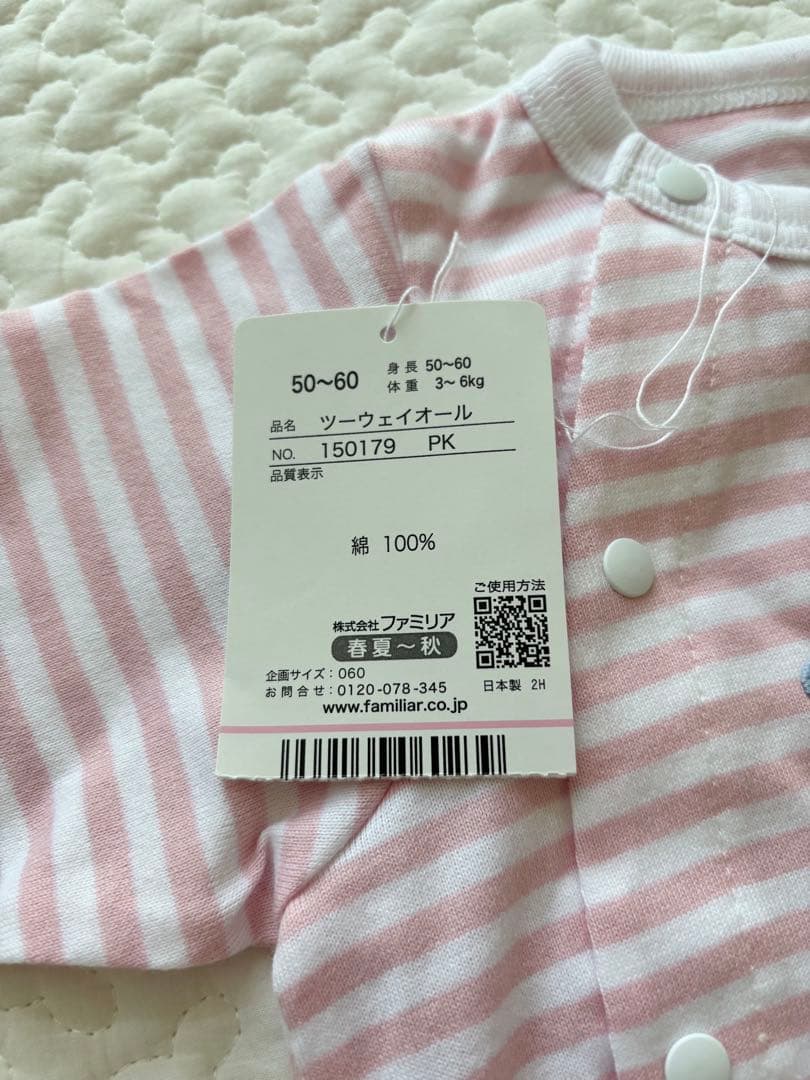 50〜60
身長 50〜60
体重 3〜6kg
品名 ツーウェイオール
NO. 150179 PK
品質表示
綿 100%
ご使用方法
株式会社ファミリア
春夏〜秋
企画サイズ：060
お問合せ：0120-078-345
日本製 2H
www.familiar.co.jp